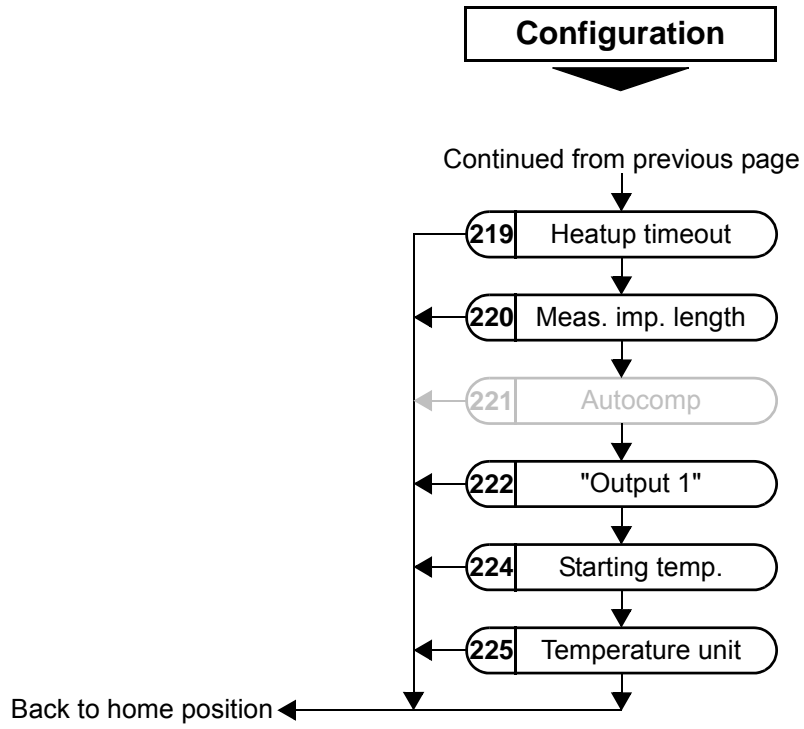 Configuration
Continued from previous page
219 Heatup timeout
220 Meas. imp. length
221 Autocomp
222 "Output 1"
224 Starting temp.
225 Temperature unit
Back to home position